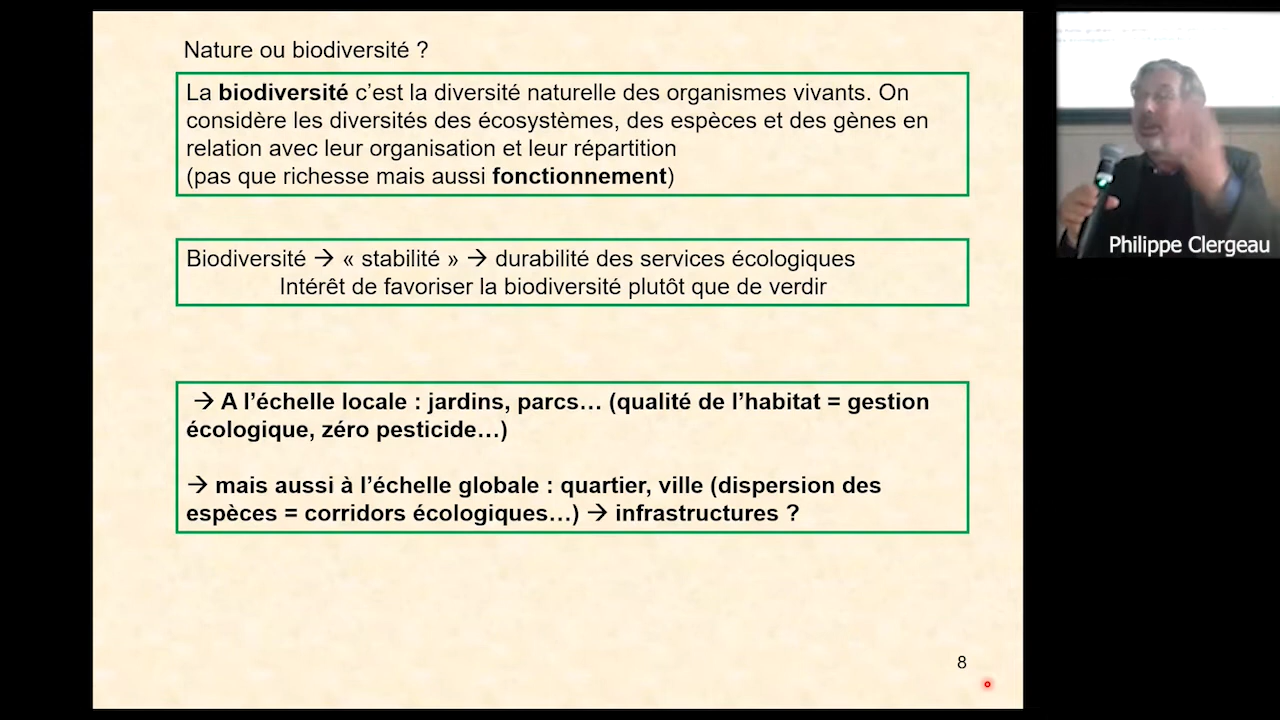 Nature ou biodiversité ?
La biodiversité c’est la diversité naturelle des organismes vivants. On
considère les diversités des écosystèmes, des espèces et des gènes en
relation avec leur organisation et leur répartition
(pas que richesse mais aussi fonctionnement)
Biodiversité → « stabilité » → durabilité des services écologiques
Intérêt de favoriser la biodiversité plutôt que de verdir
→ A l’échelle locale : jardins, parcs… (qualité de l’habitat = gestion
écologique, zéro pesticide…)
→ mais aussi à l’échelle globale : quartier, ville (dispersion des
espèces = corridors écologiques…) → infrastructures ?
8
Philippe Clergeau